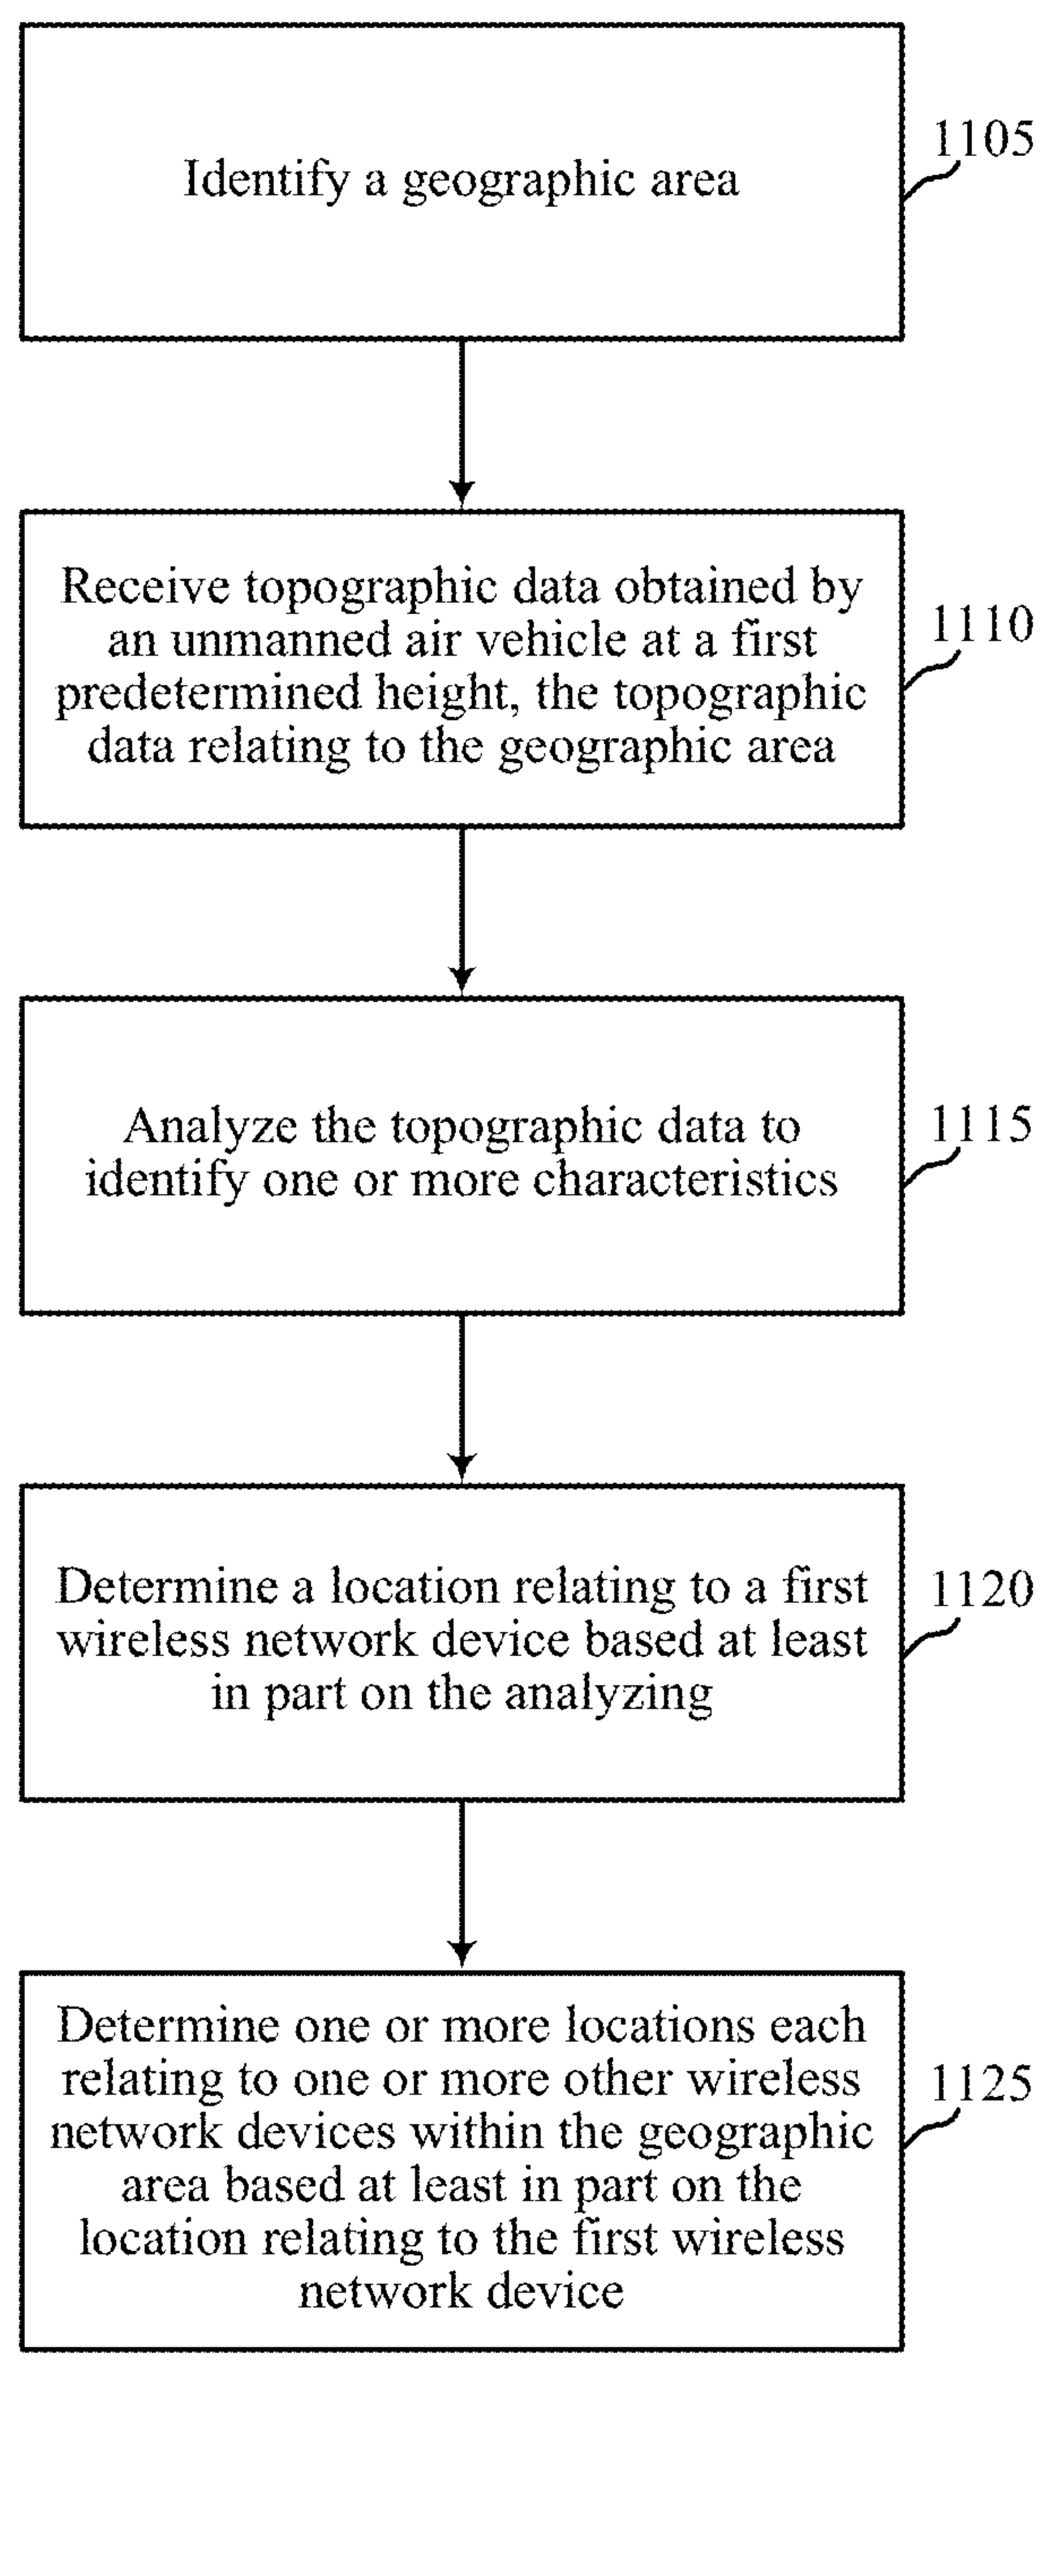 Identify a geographic area
1105
Receive topographic data obtained by
an unmanned air vehicle at a first
predetermined height, the topographic
data relating to the geographic area
1110
Analyze the topographic data to
identify one or more characteristics
1115
Determine a location relating to a first
wireless network device based at least
in part on the analyzing
1120
Determine one or more locations each
relating to one or more other wireless
network devices within the geographic
area based at least in part on the
location relating to the first wireless
network device
1125